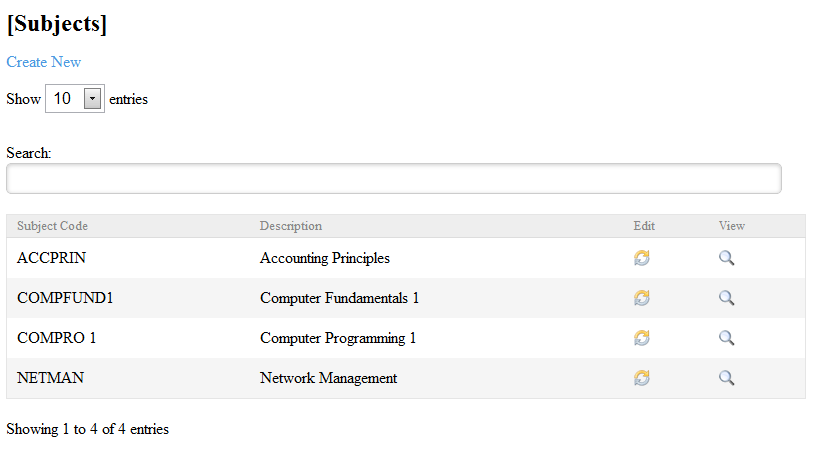 [Subjects]
Create New
Show 10 entries
Search:
Subject Code Description Edit View
ACCPRIN Accounting Principles
COMPFUND1 Computer Fundamentals 1
COMPRO 1 Computer Programming 1
NETMAN Network Management
Showing 1 to 4 of 4 entries